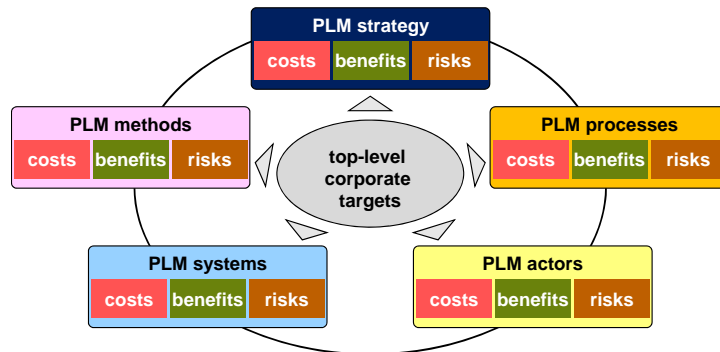 PLM strategy
costs benefits risks
PLM methods
costs benefits risks
PLM processes
costs benefits risks
top-level
corporate
targets
PLM systems
costs benefits risks
PLM actors
costs benefits risks